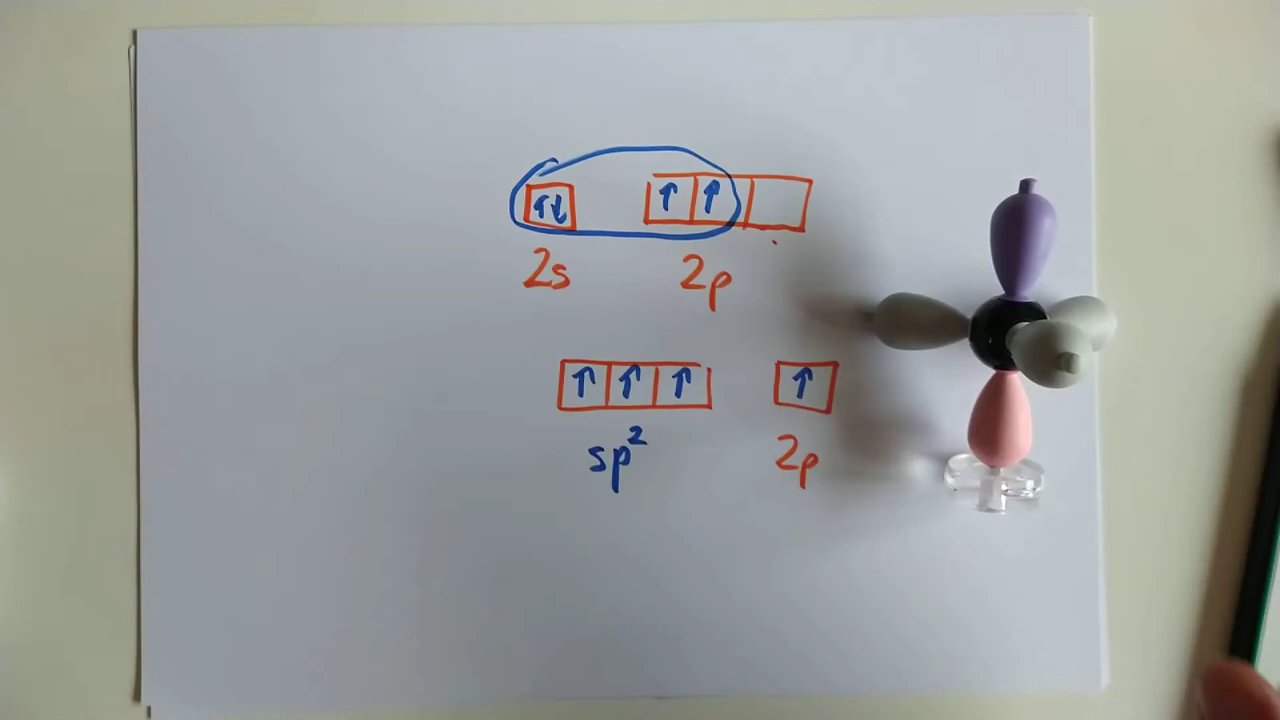 ↑↓ ↑ ↑
2s 2p
↑ ↑ ↑ ↑
sp² 2p